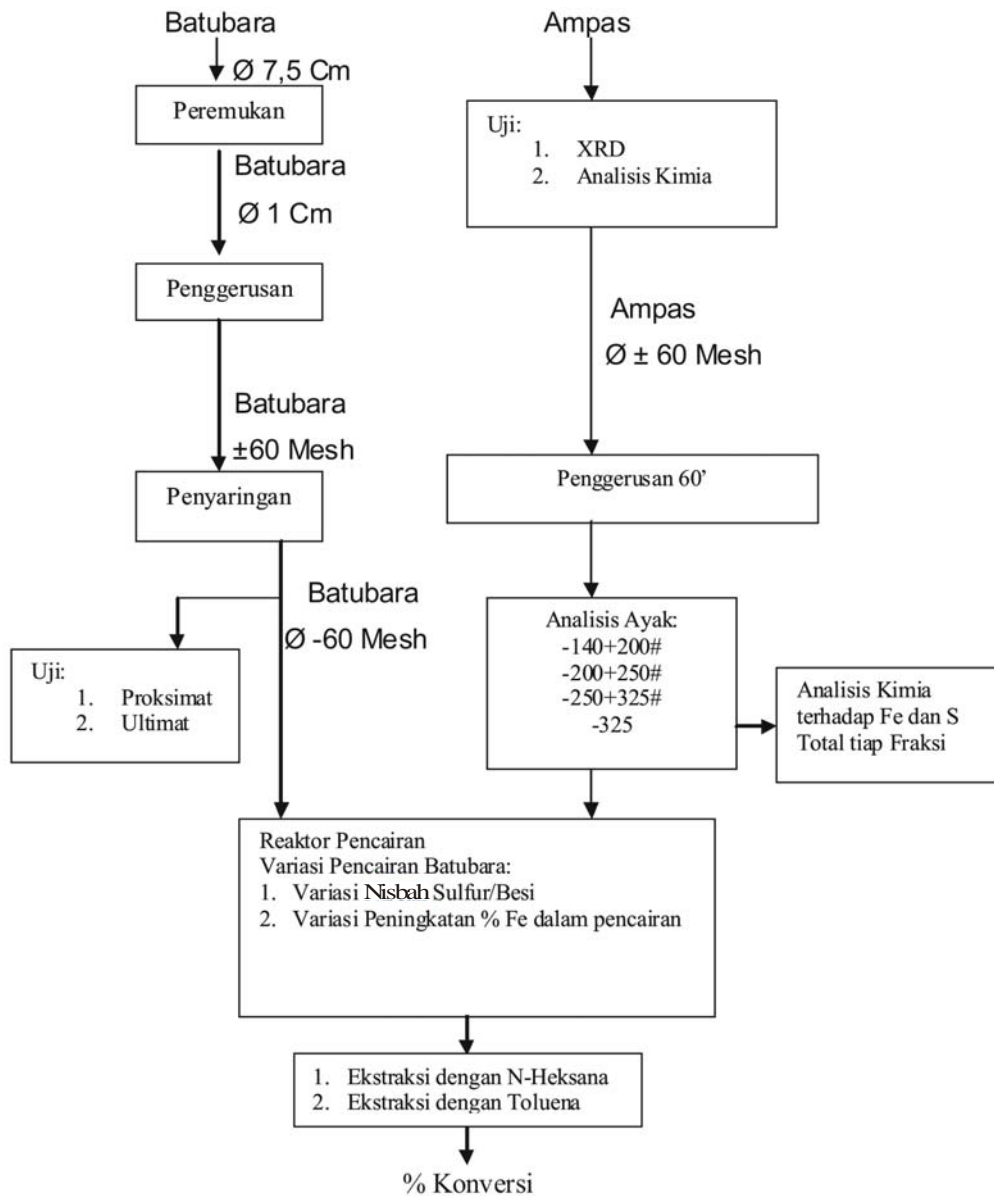 Batubara
Ø 7,5 Cm
Peremukan
Batubara
Ø 1 Cm
Penggerusan
Batubara
±60 Mesh
Penyaringan
Batubara
Ø -60 Mesh
Uji:
1. Proksimat
2. Ultimat
Ampas
Uji:
1. XRD
2. Analisis Kimia
Ampas
Ø ± 60 Mesh
Penggerusan 60’
Analisis Ayak:
-140+200#
-200+250#
-250+325#
-325
Analisis Kimia
terhadap Fe dan S
Total tiap Fraksi
Reaktor Pencairan
Variasi Pencairan Batubara:
1. Variasi Nisbah Sulfur/Besi
2. Variasi Peningkatan % Fe dalam pencairan
1. Ekstraksi dengan N-Heksana
2. Ekstraksi dengan Toluena
% Konversi